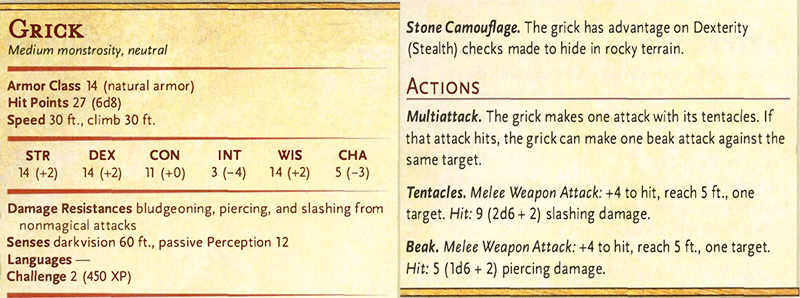 GRICK
Medium monstrosity, neutral
Armor Class 14 (natural armor)
Hit Points 27 (6d8)
Speed 30 ft., climb 30 ft.
STR DEX CON INT WIS CHA
14 (+2) 14 (+2) 11 (+0) 3 (−4) 14 (+2) 5 (−3)
Damage Resistances bludgeoning, piercing, and slashing from
nonmagical attacks
Senses darkvision 60 ft., passive Perception 12
Languages —
Challenge 2 (450 XP)
Stone Camouflage. The grick has advantage on Dexterity
(Stealth) checks made to hide in rocky terrain.
ACTIONS
Multiattack. The grick makes one attack with its tentacles. If
that attack hits, the grick can make one beak attack against the
same target.
Tentacles. Melee Weapon Attack: +4 to hit, reach 5 ft., one
target. Hit: 9 (2d6 + 2) slashing damage.
Beak. Melee Weapon Attack: +4 to hit, reach 5 ft., one target.
Hit: 5 (1d6 + 2) piercing damage.